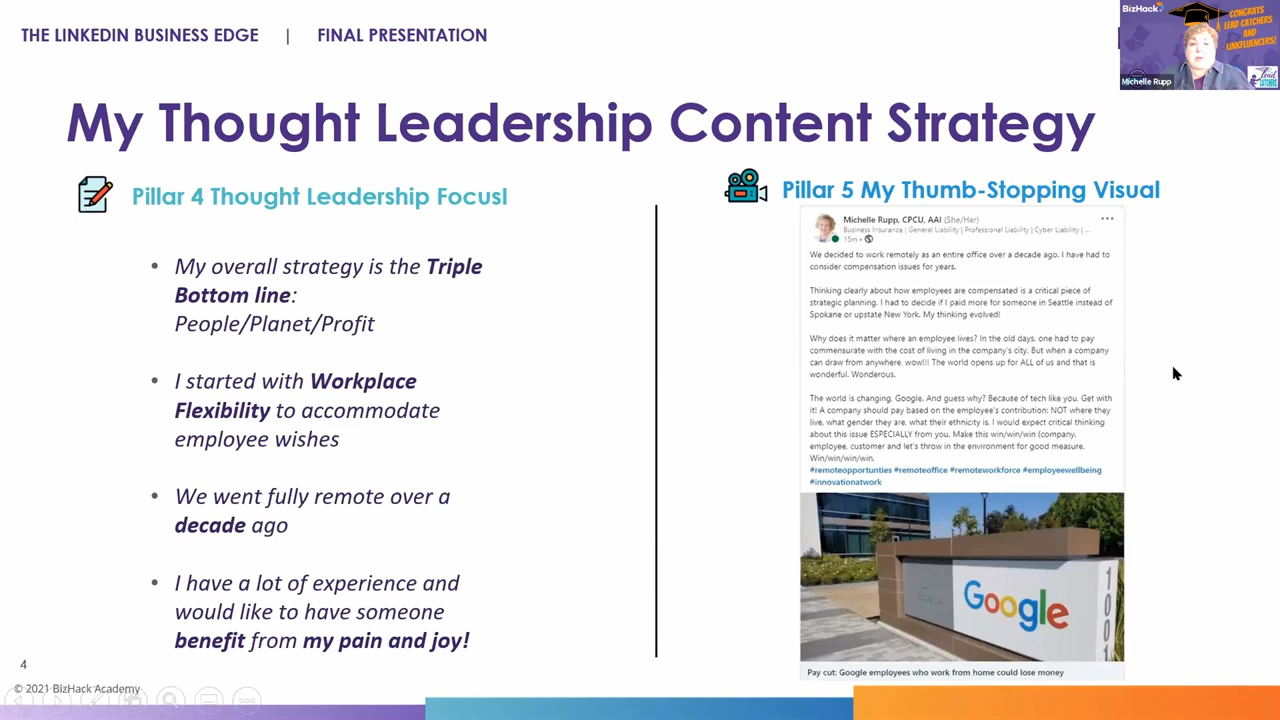 THE LINKEDIN BUSINESS EDGE | FINAL PRESENTATION
BizHack
CONGRATS
LEAD CATCHERS
AND
LINKFLUENCERS!
Michelle Rupp
Lead
CATCHERS
My Thought Leadership Content Strategy
Pillar 4 Thought Leadership Focus!
• My overall strategy is the Triple
Bottom line:
People/Planet/Profit
• I started with Workplace
Flexibility to accommodate
employee wishes
• We went fully remote over a
decade ago
• I have a lot of experience and
would like to have someone
benefit from my pain and joy!
Pillar 5 My Thumb-Stopping Visual
Michelle Rupp, CPCU, AAI (She/Her)
Business Insurance | General Liability | Professional Liability | Cyber Liability | ...
15m •
We decided to work remotely as an entire office over a decade ago. I have had to
consider compensation issues for years.
Thinking clearly about how employees are compensated is a critical piece of
strategic planning. I had to decide if I paid more for someone in Seattle instead of
Spokane or upstate New York. My thinking evolved!
Why does it matter where an employee lives? In the old days, one had to pay
commensurate with the cost of living in the company's city. But when a company
can draw from anywhere, wow!!! The world opens up for ALL of us and that is
wonderful. Wonderous.
The world is changing, Google. And guess why? Because of tech like you. Get with
it! A company should pay based on the employee's contribution: NOT where they
live, what gender they are, what their ethnicity is. I would expect critical thinking
about this issue ESPECIALLY from you. Make this win/win/win (company,
employee, customer and let's throw in the environment for good measure.
Win/win/win/win.
#remoteopportunties #remoteoffice #remoteworkforce #employeewellbeing
#innovationatwork
Google
1001
Pay cut: Google employees who work from home could lose money
4
© 2021 BizHack Academy